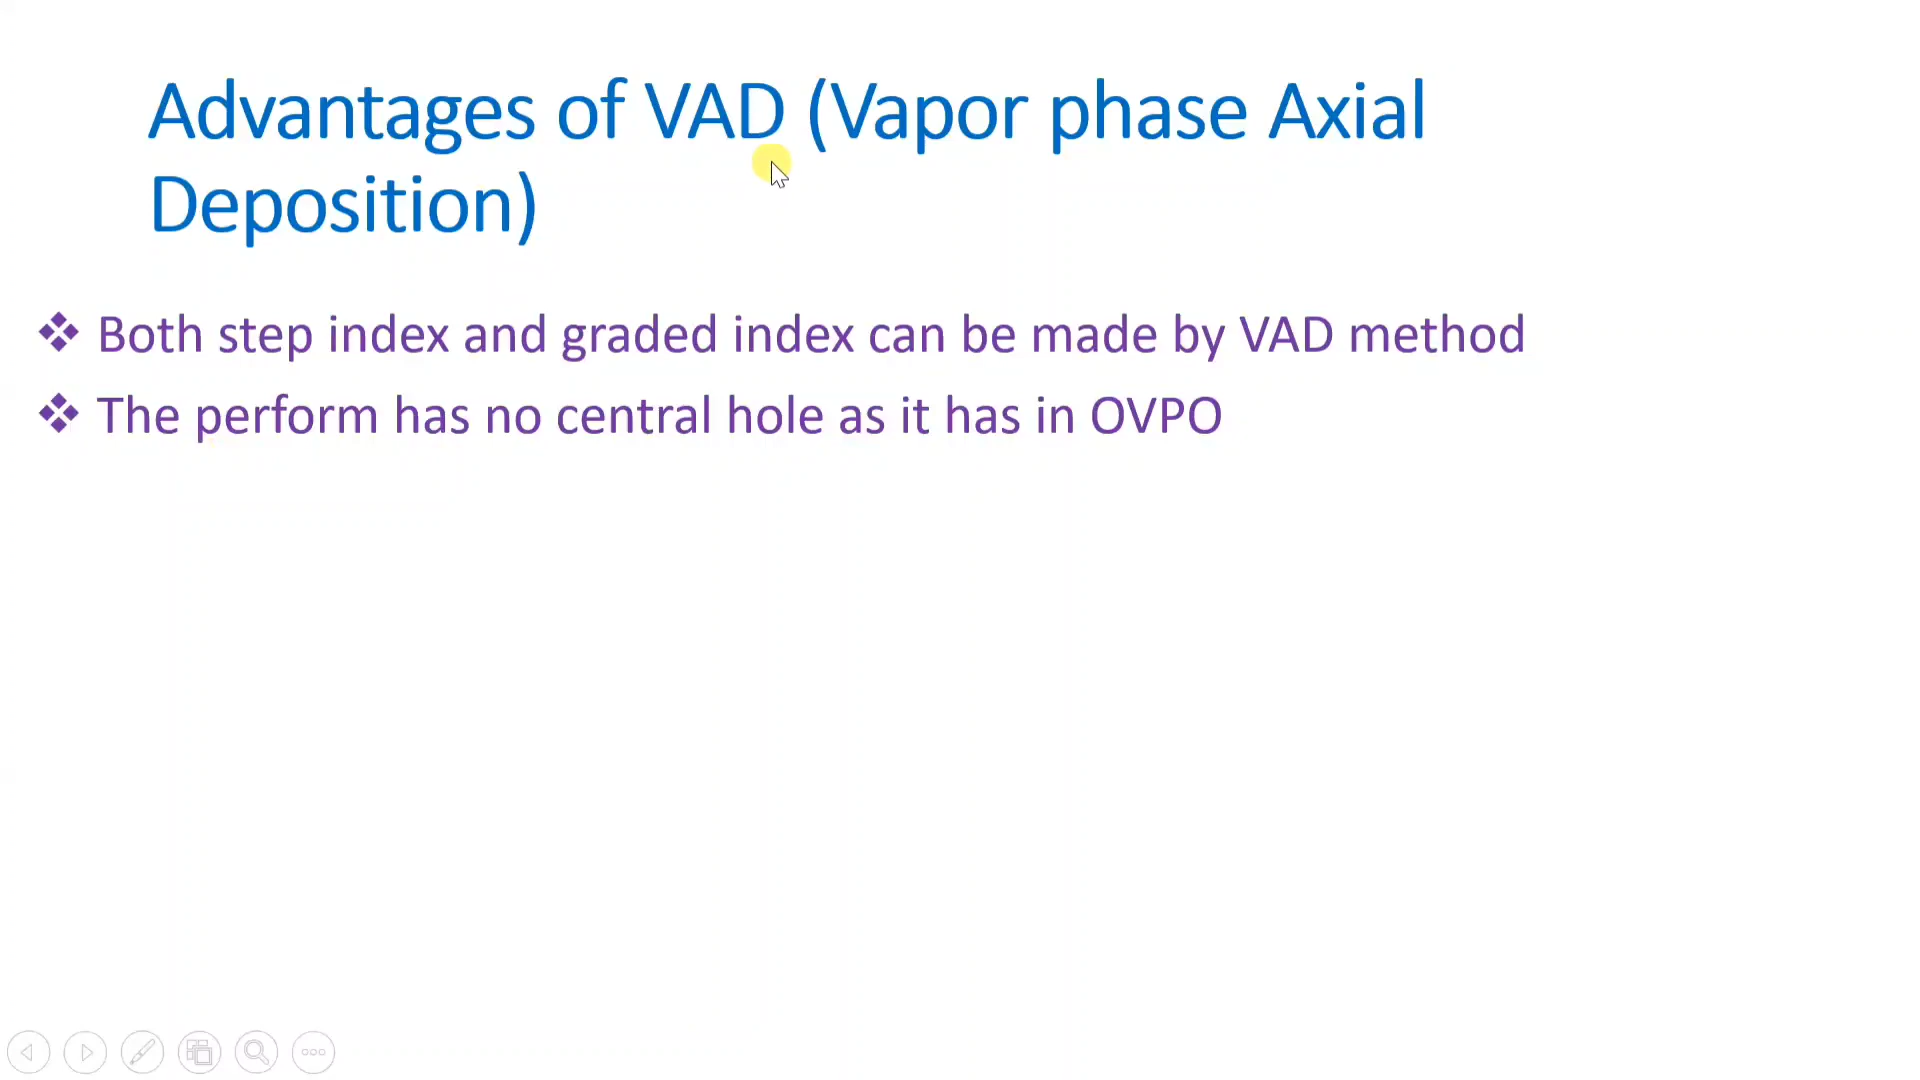 Advantages of VAD (Vapor phase Axial
Deposition)
❖ Both step index and graded index can be made by VAD method
❖ The perform has no central hole as it has in OVPO